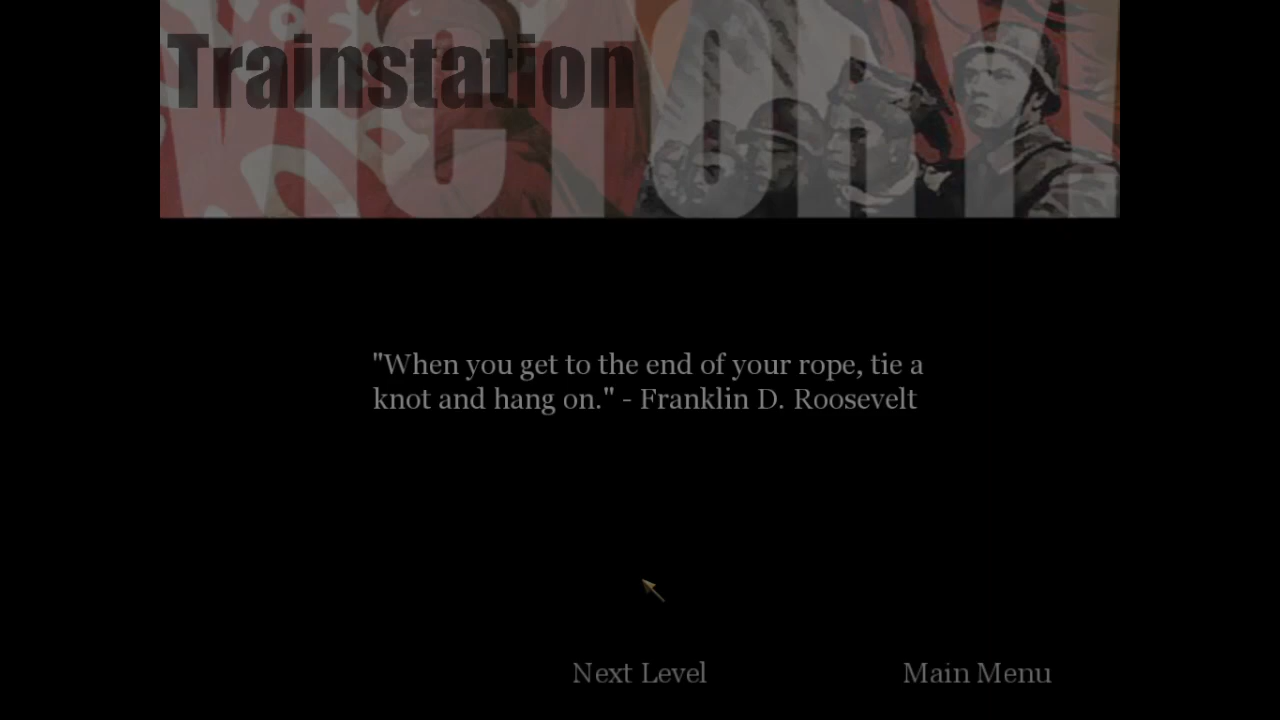 VICTORY!
Trainstation
"When you get to the end of your rope, tie a
knot and hang on." - Franklin D. Roosevelt
Next Level
Main Menu